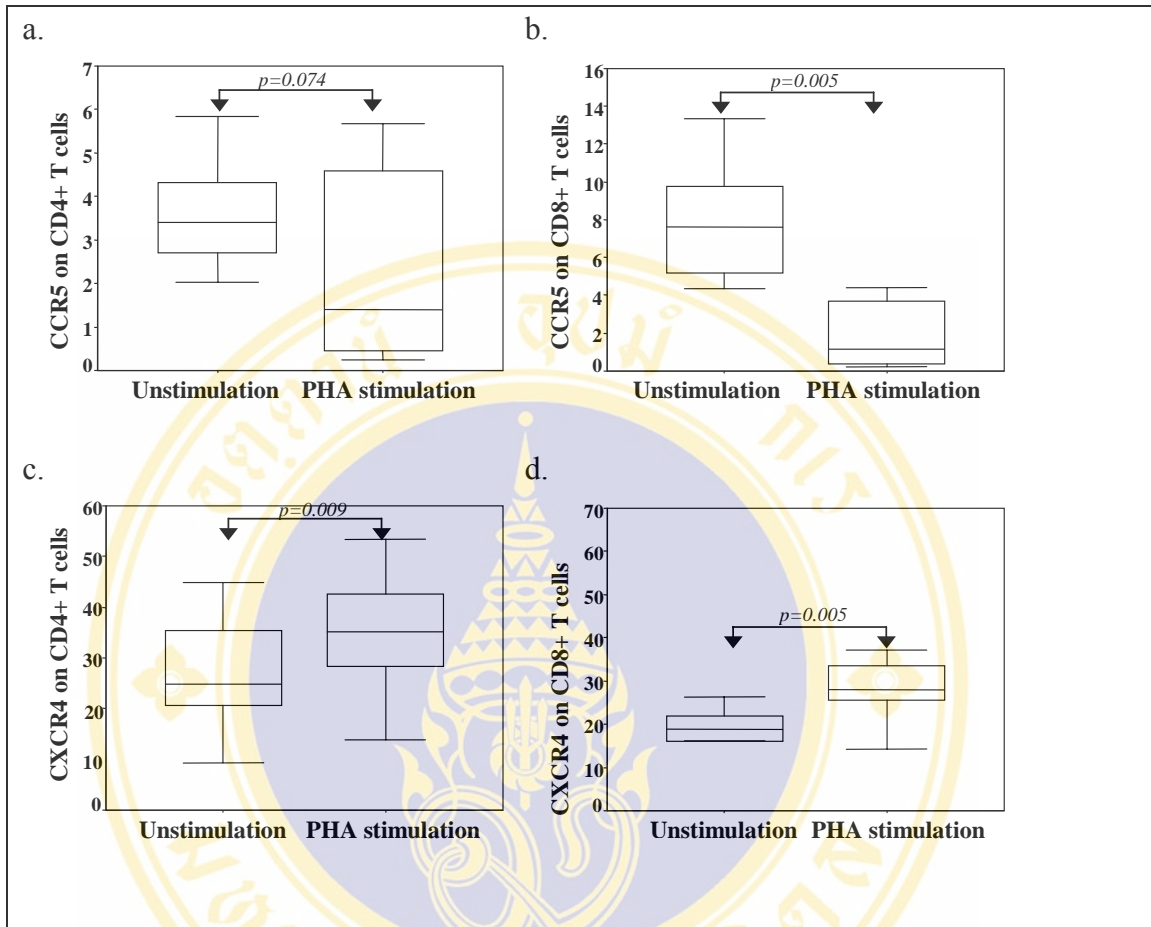 a.
p=0.074
CCR5 on CD4+ T cells
7
6
5
4
3
2
1
0
Unstimulation PHA stimulation
b.
p=0.005
CCR5 on CD8+ T cells
16
14
12
10
8
6
4
2
0
Unstimulation PHA stimulation
c.
p=0.009
CXCR4 on CD4+ T cells
60
50
40
30
20
10
0
Unstimulation PHA stimulation
d.
p=0.005
CXCR4 on CD8+ T cells
70
60
50
40
30
20
10
0
Unstimulation PHA stimulation